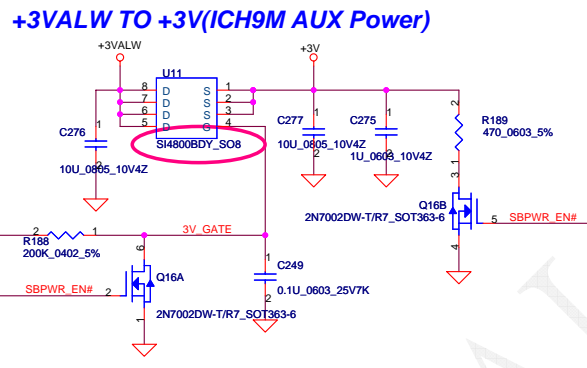 +3VALW TO +3V(ICH9M AUX Power)
+3VALW
+3V
U11
8 D S 1
7 D S 2
6 D S 3
5 D G 4
SI4800BDY_SO8
C276
1
2
10U_0805_10V4Z
C277
1
2
10U_0805_10V4Z
C275
1
2
1U_0603_10V4Z
2
R189
470_0603_5%
1
3
Q16B
2N7002DW-T/R7_SOT363-6
5
SBPWR_EN#
4
2
1
R188
200K_0402_5%
3V_GATE
6
Q16A
SBPWR_EN#
2
1
2N7002DW-T/R7_SOT363-6
1
C249
0.1U_0603_25V7K
2